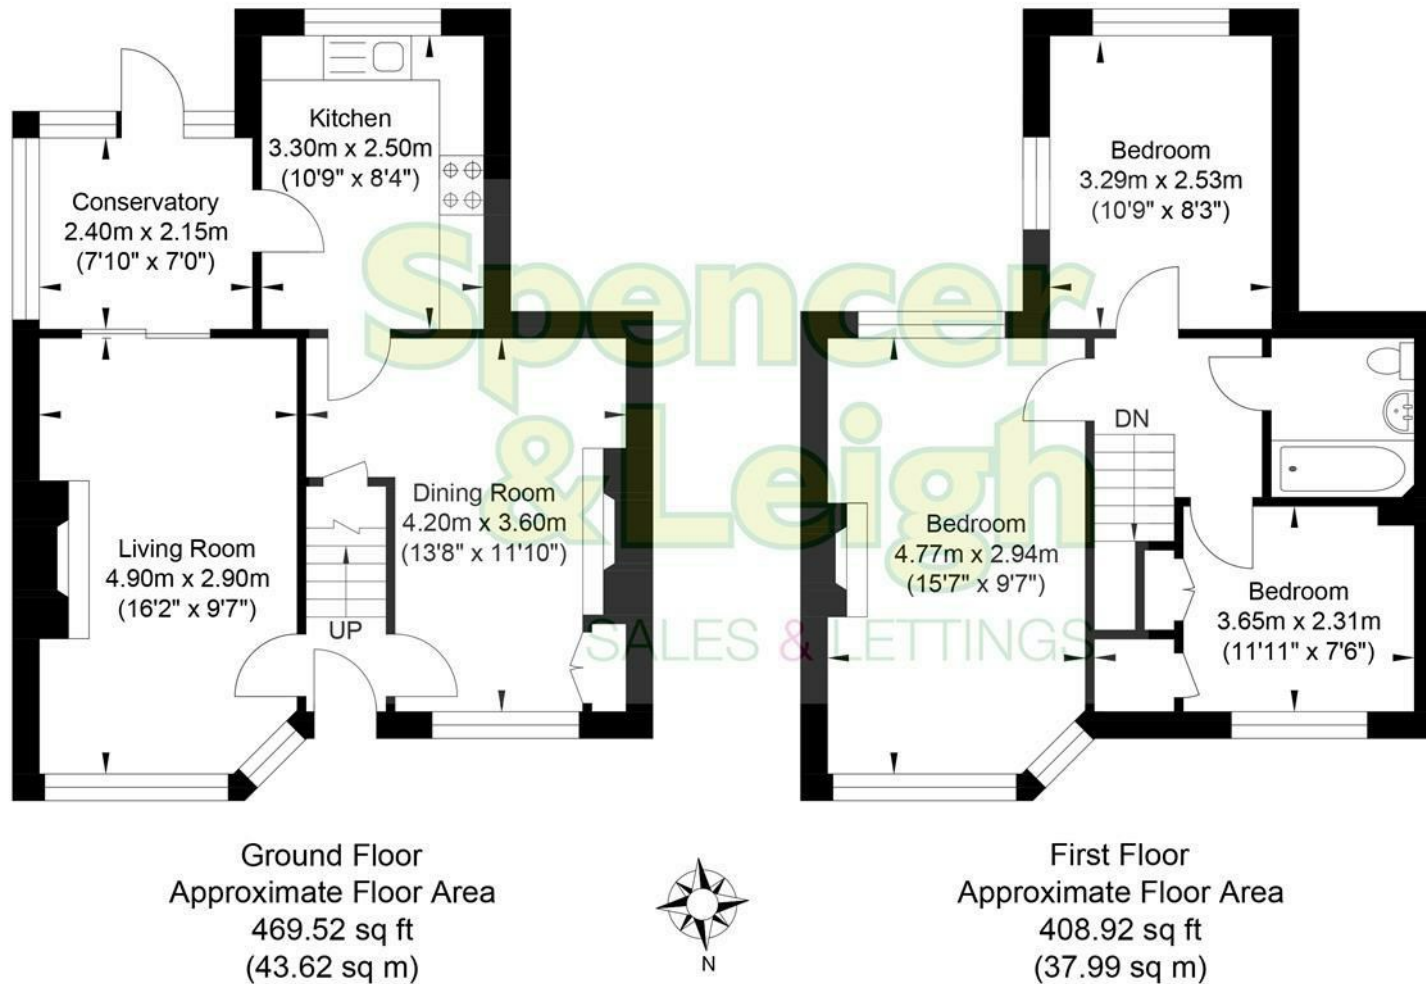 Kitchen
3.30m x 2.50m
(10'9" x 8'4")
Conservatory
2.40m x 2.15m
(7'10" x 7'0")
Dining Room
4.20m x 3.60m
(13'8" x 11'10")
Living Room
4.90m x 2.90m
(16'2" x 9'7")
UP
Bedroom
3.29m x 2.53m
(10'9" x 8'3")
DN
Bedroom
4.77m x 2.94m
(15'7" x 9'7")
Bedroom
3.65m x 2.31m
(11'11" x 7'6")
Spencer
& Leigh
SALES & LETTINGS
Ground Floor
Approximate Floor Area
469.52 sq ft
(43.62 sq m)
N
First Floor
Approximate Floor Area
408.92 sq ft
(37.99 sq m)